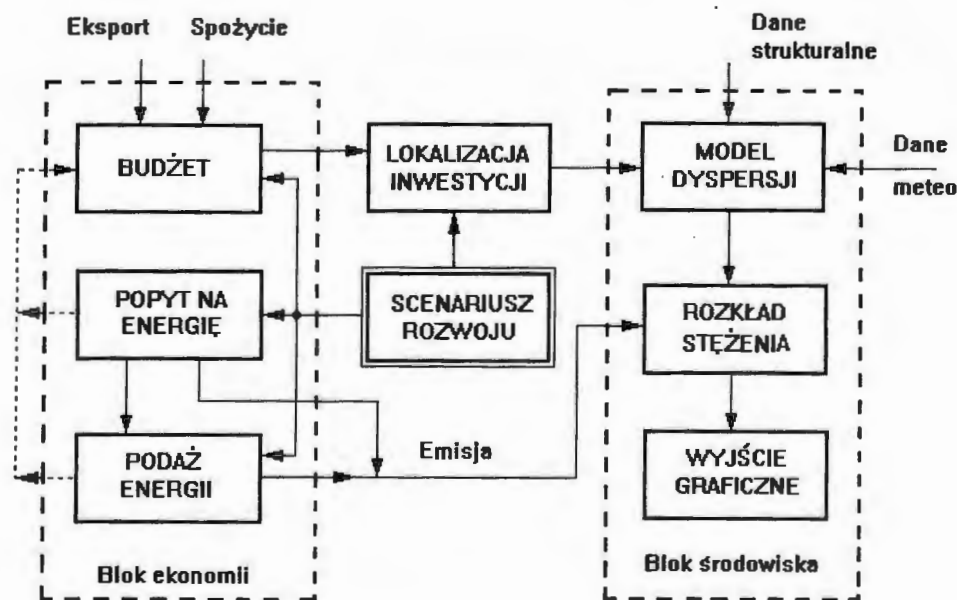 Eksport
Spożycie
Dane
strukturalne
BUDŻET
LOKALIZACJA
INWESTYCJI
MODEL
DYSPERSJI
Dane
meteo
POPYT NA
ENERGIĘ
SCENARIUSZ
ROZWOJU
ROZKŁAD
STĘŻENIA
PODAŻ
ENERGII
Emisja
WYJŚCIE
GRAFICZNE
Blok ekonomii
Blok środowiska